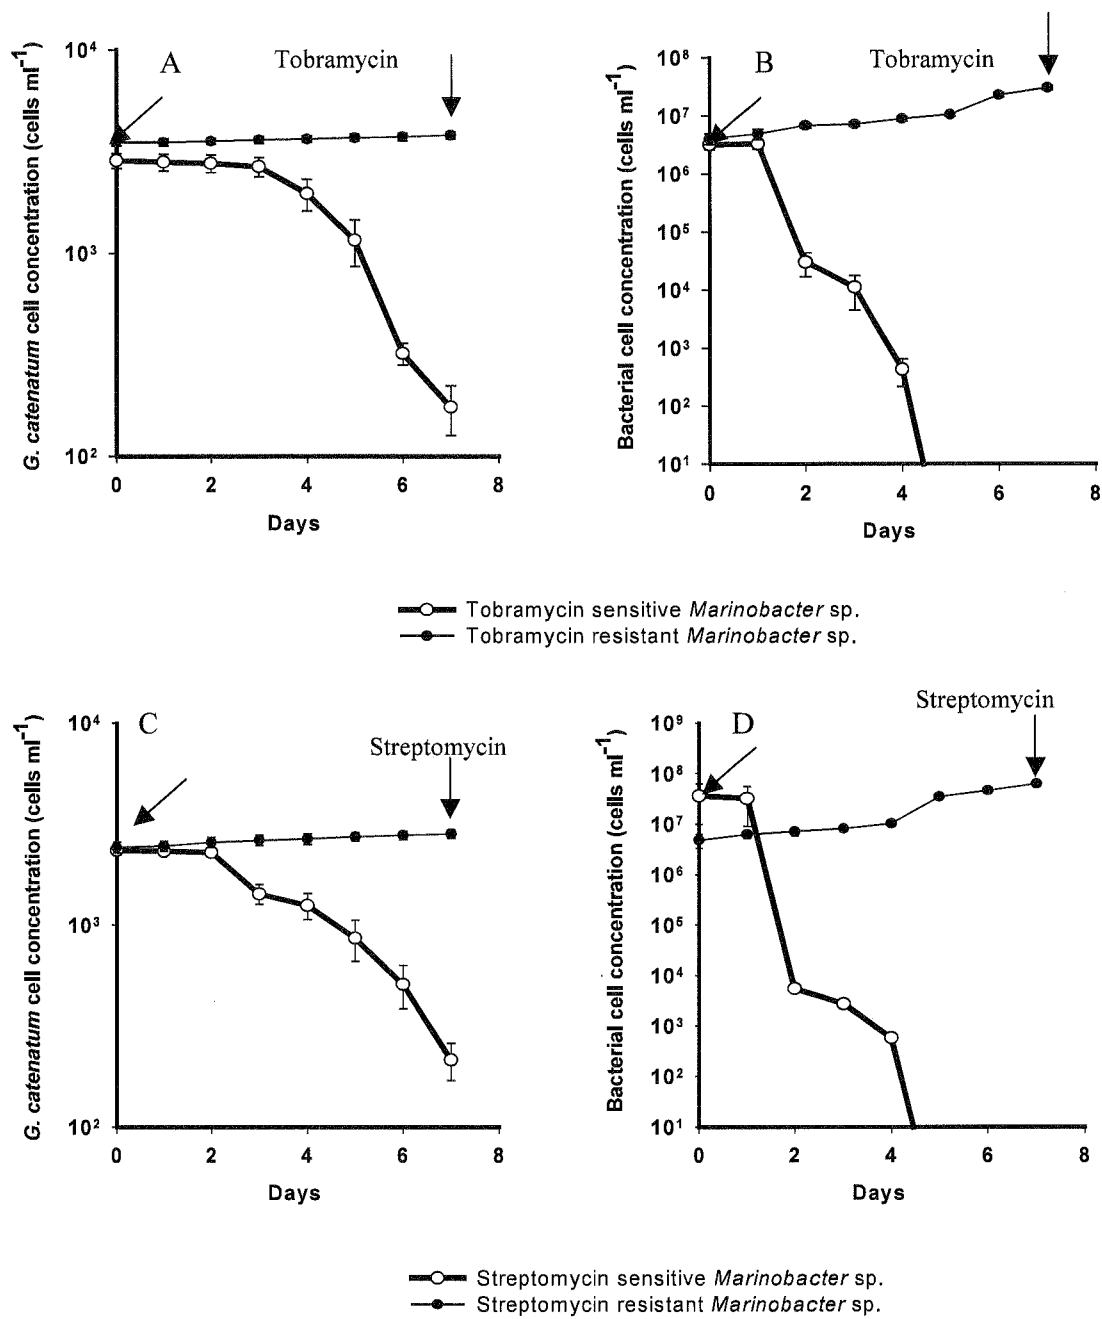 A
Tobramycin
G. catenatum cell concentration (cells ml⁻¹)
10⁴
10³
10²
0 2 4 6 8
Days
B
Tobramycin
Bacterial cell concentration (cells ml⁻¹)
10⁸
10⁷
10⁶
10⁵
10⁴
10³
10²
10¹
0 2 4 6 8
Days
Tobramycin sensitive Marinobacter sp.
Tobramycin resistant Marinobacter sp.
C
Streptomycin
G. catenatum cell concentration (cells ml⁻¹)
10⁴
10³
10²
0 2 4 6 8
Days
D
Streptomycin
Bacterial cell concentration (cells ml⁻¹)
10⁹
10⁸
10⁷
10⁶
10⁵
10⁴
10³
10²
10¹
0 2 4 6 8
Days
Streptomycin sensitive Marinobacter sp.
Streptomycin resistant Marinobacter sp.